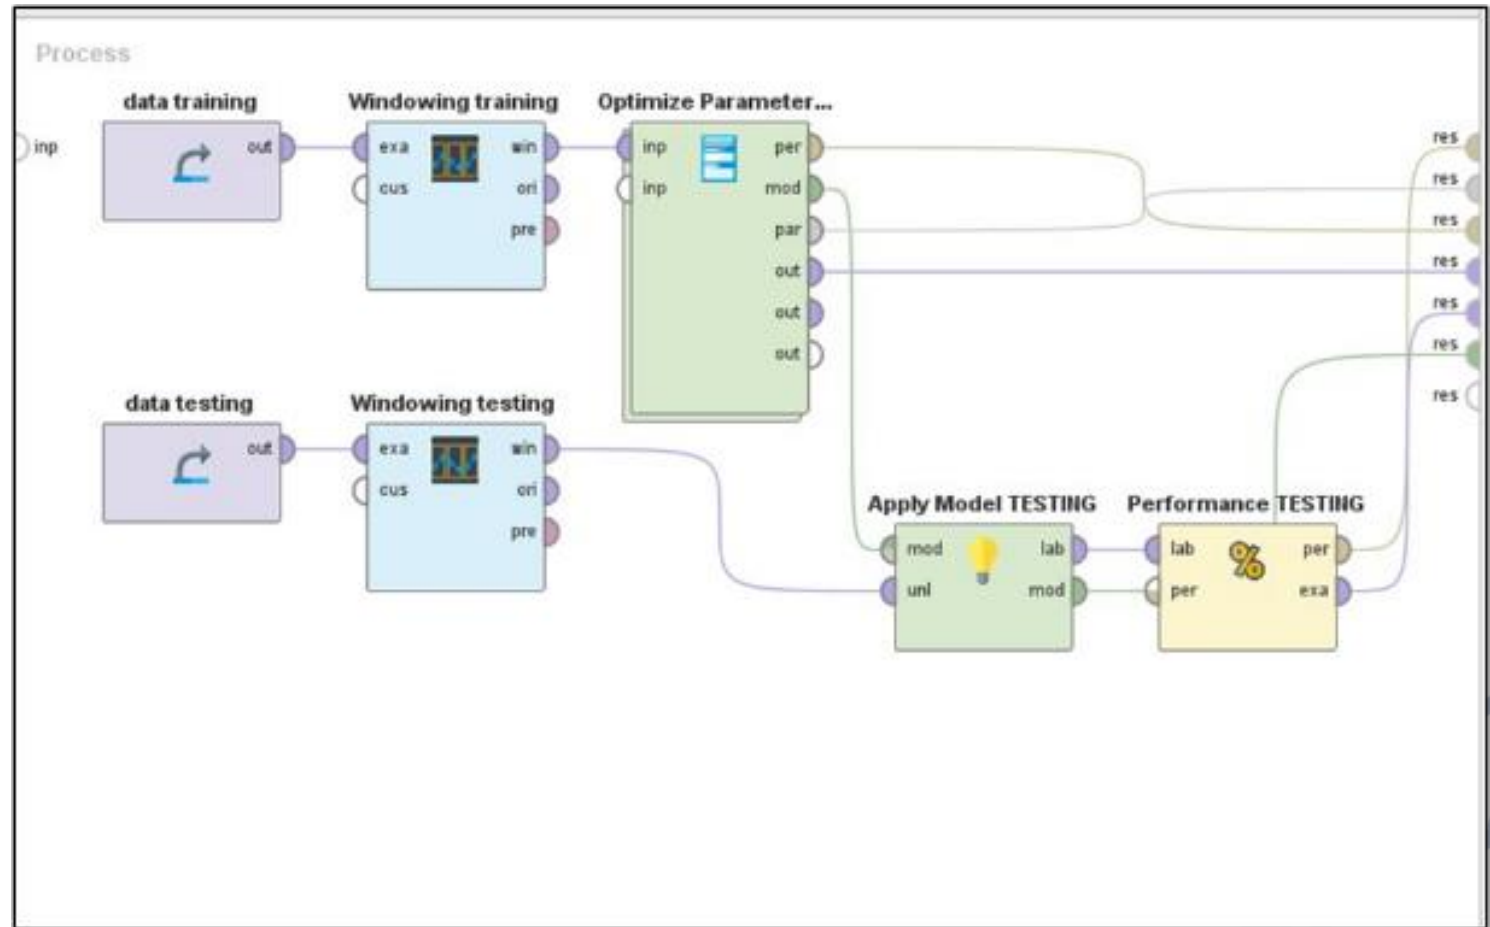 Process
inp
data training
out
Windowing training
exa
cus
win
ori
pre
Optimize Parameter...
inp
inp
per
mod
par
out
out
out
res
res
res
res
res
res
res
data testing
out
Windowing testing
exa
cus
win
ori
pre
Apply Model TESTING
mod
unl
lab
mod
Performance TESTING
lab
per
%
per
exa